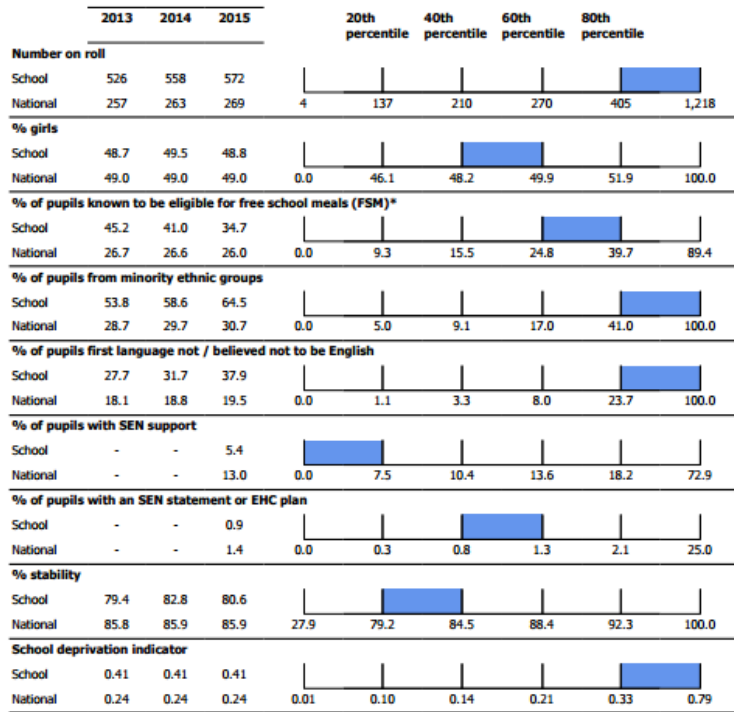 2013 2014 2015 20th percentile 40th percentile 60th percentile 80th percentile
Number on roll
School 526 558 572
National 257 263 269 4 137 210 270 405 1,218
% girls
School 48.7 49.5 48.8
National 49.0 49.0 49.0 0.0 46.1 48.2 49.9 51.9 100.0
% of pupils known to be eligible for free school meals (FSM)*
School 45.2 41.0 34.7
National 26.7 26.6 26.0 0.0 9.3 15.5 24.8 39.7 89.4
% of pupils from minority ethnic groups
School 53.8 58.6 64.5
National 28.7 29.7 30.7 0.0 5.0 9.1 17.0 41.0 100.0
% of pupils first language not / believed not to be English
School 27.7 31.7 37.9
National 18.1 18.8 19.5 0.0 1.1 3.3 8.0 23.7 100.0
% of pupils with SEN support
School - - 5.4
National - - 13.0 0.0 7.5 10.4 13.6 18.2 72.9
% of pupils with an SEN statement or EHC plan
School - - 0.9
National - - 1.4 0.0 0.3 0.8 1.3 2.1 25.0
% stability
School 79.4 82.8 80.6
National 85.8 85.9 85.9 27.9 79.2 84.5 88.4 92.3 100.0
School deprivation indicator
School 0.41 0.41 0.41
National 0.24 0.24 0.24 0.01 0.10 0.14 0.21 0.33 0.79